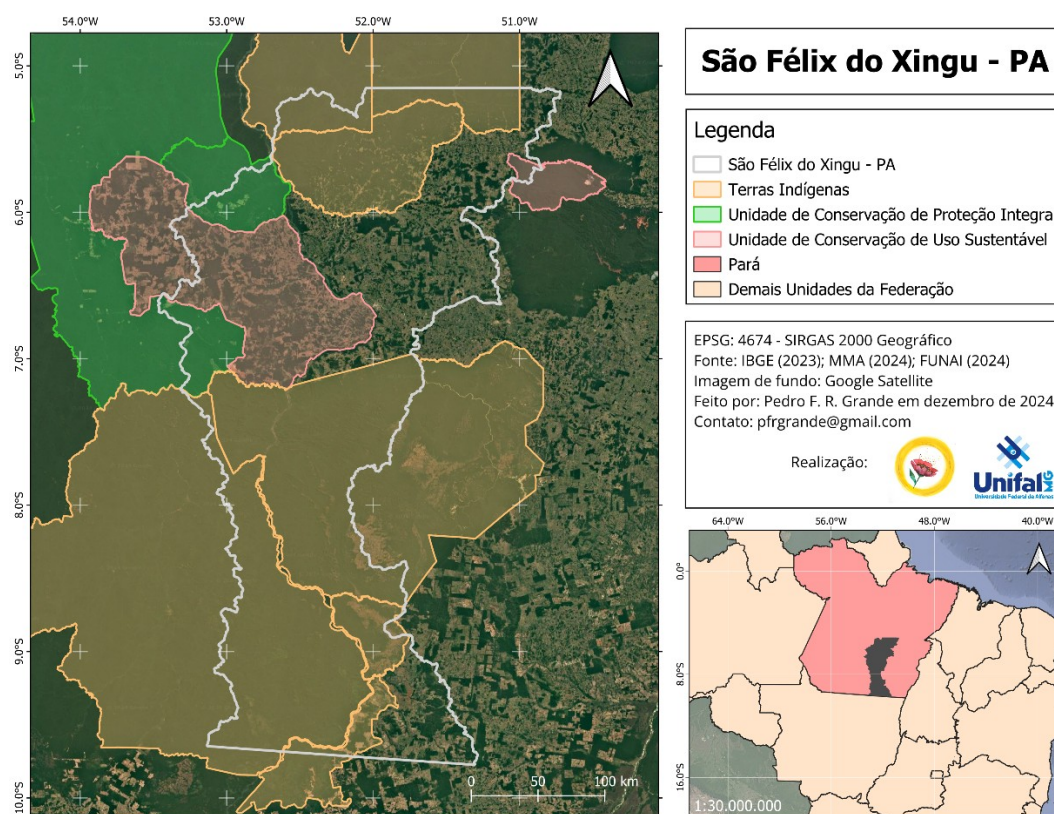 54.0°W 53.0°W 52.0°W 51.0°W
5.0°S
6.0°S
7.0°S
8.0°S
9.0°S
10.0°S
0 50 100 km
São Félix do Xingu - PA
Legenda
São Félix do Xingu - PA
Terras Indígenas
Unidade de Conservação de Proteção Integra
Unidade de Conservação de Uso Sustentável
Pará
Demais Unidades da Federação
EPSG: 4674 - SIRGAS 2000 Geográfico
Fonte: IBGE (2023); MMA (2024); FUNAI (2024)
Imagem de fundo: Google Satellite
Feito por: Pedro F. R. Grande em dezembro de 2024
Contato: pfrgrande@gmail.com
Realização:
Unifal MG
Universidade Federal de Alfenas
64.0°W 56.0°W 48.0°W 40.0°W
0.0°
8.0°S
16.0°S
1:30.000.000